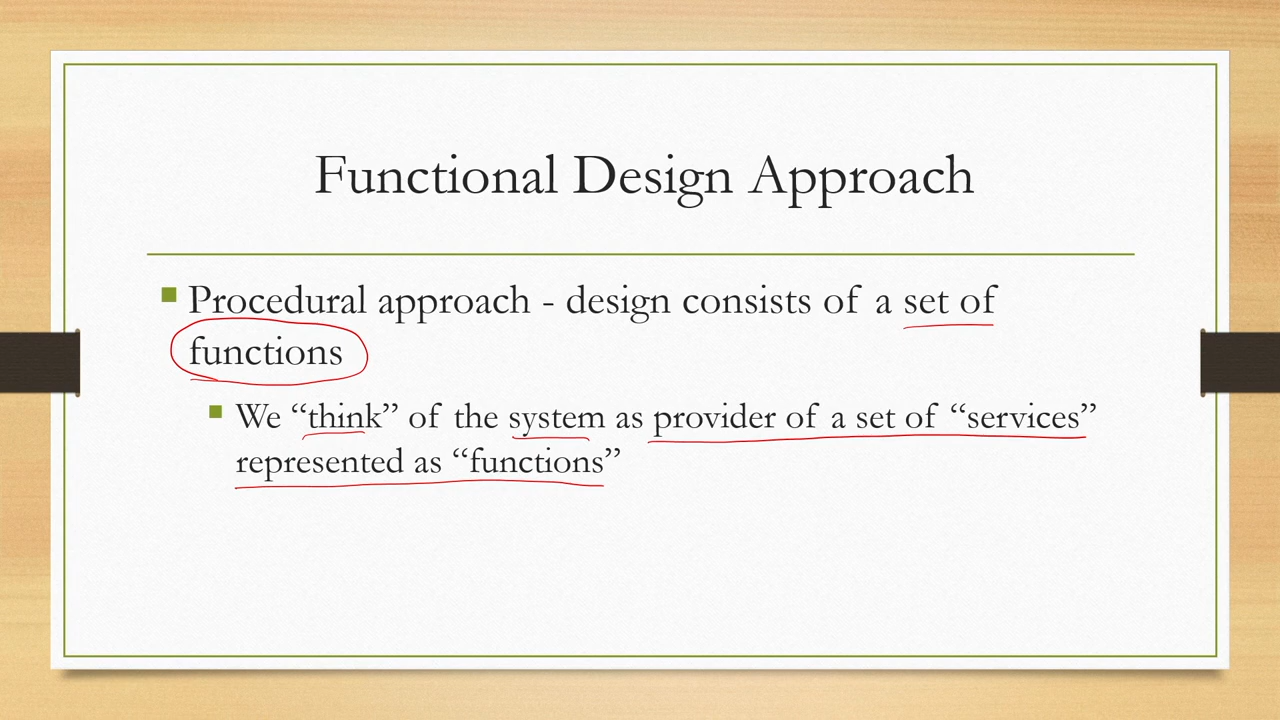 Functional Design Approach
Procedural approach - design consists of a set of
functions
We “think” of the system as provider of a set of “services”
represented as “functions”